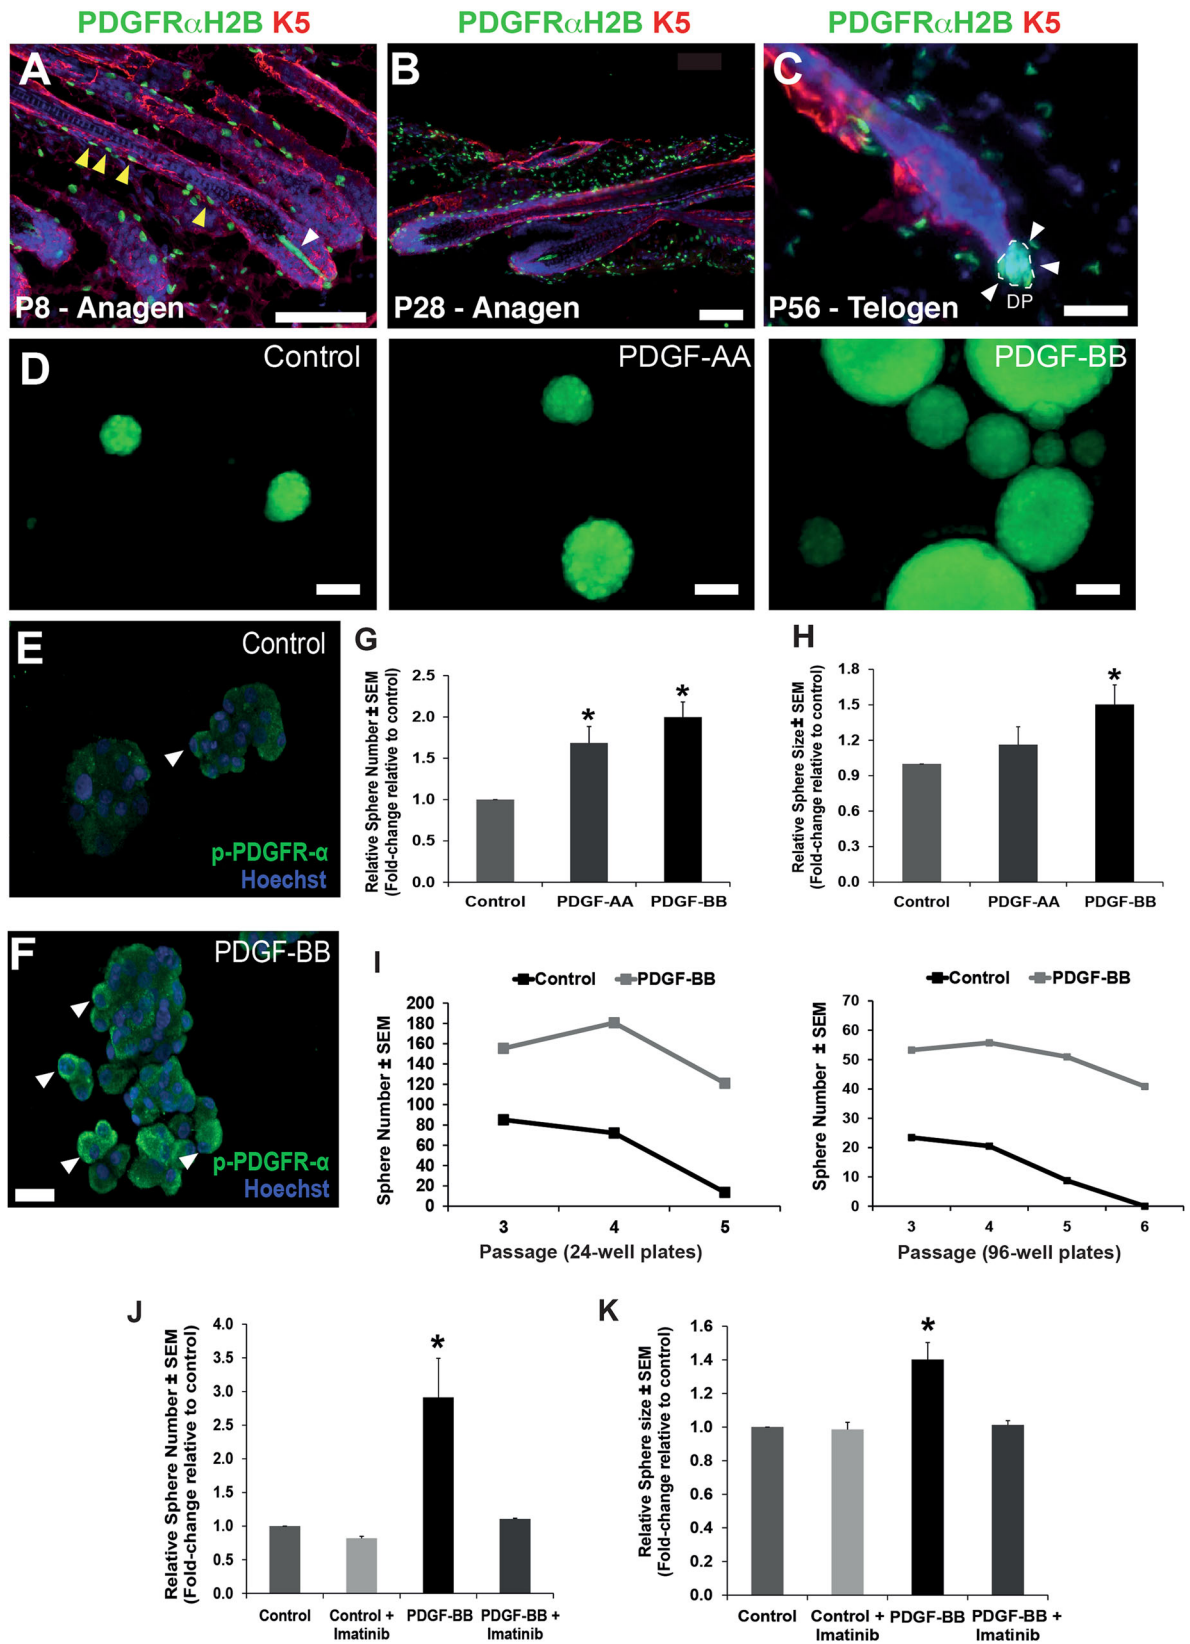 PDGFRαH2B K5
PDGFRαH2B K5
PDGFRαH2B K5
A
P8 - Anagen
B
P28 - Anagen
C
DP
P56 - Telogen
D
Control
PDGF-AA
PDGF-BB
E
Control
p-PDGFR-α
Hoechst
G
Relative Sphere Number ± SEM
(Fold-change relative to control)
2.5
2.0
1.5
1.0
0.5
0.0
*
*
Control
PDGF-AA
PDGF-BB
H
Relative Sphere Size± SEM
(Fold-change relative to control)
1.8
1.5
1.2
0.9
0.6
0.3
0.0
*
Control
PDGF-AA
PDGF-BB
F
PDGF-BB
p-PDGFR-α
Hoechst
I
Control
PDGF-BB
Sphere Number ± SEM
200
180
160
140
120
100
80
60
40
20
0
3
4
5
Passage (24-well plates)
Control
PDGF-BB
Sphere Number ± SEM
70
60
50
40
30
20
10
0
3
4
5
6
Passage (96-well plates)
J
Relative Sphere Number ± SEM
(Fold-change relative to control)
4.0
3.5
3.0
2.5
2.0
1.5
1.0
0.5
0.0
*
Control
Control +
Imatinib
PDGF-BB
PDGF-BB +
Imatinib
K
Relative Sphere size ± SEM
(Fold-change relative to control)
1.6
1.4
1.2
1.0
0.8
0.6
0.4
0.2
0.0
*
Control
Control +
Imatinib
PDGF-BB
PDGF-BB +
Imatinib